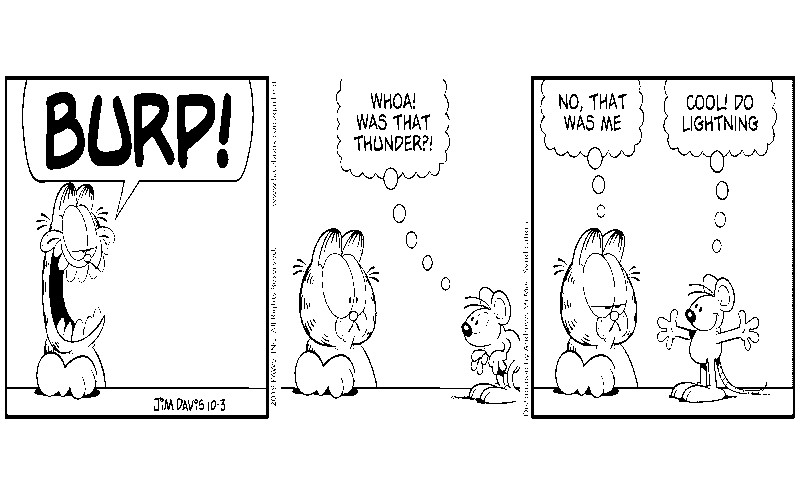 BURP!
JIM DAVIS 10-3
WHOA!
WAS THAT
THUNDER?!
NO, THAT
WAS ME
COOL! DO
LIGHTNING